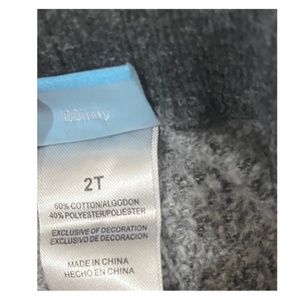 ©Disney
2T
60% COTTON/ALGODON
40% POLYESTER/POLIÉSTER
EXCLUSIVE OF DECORATION
EXCLUSIVO DE DECORACION
MADE IN CHINA
HECHO EN CHINA